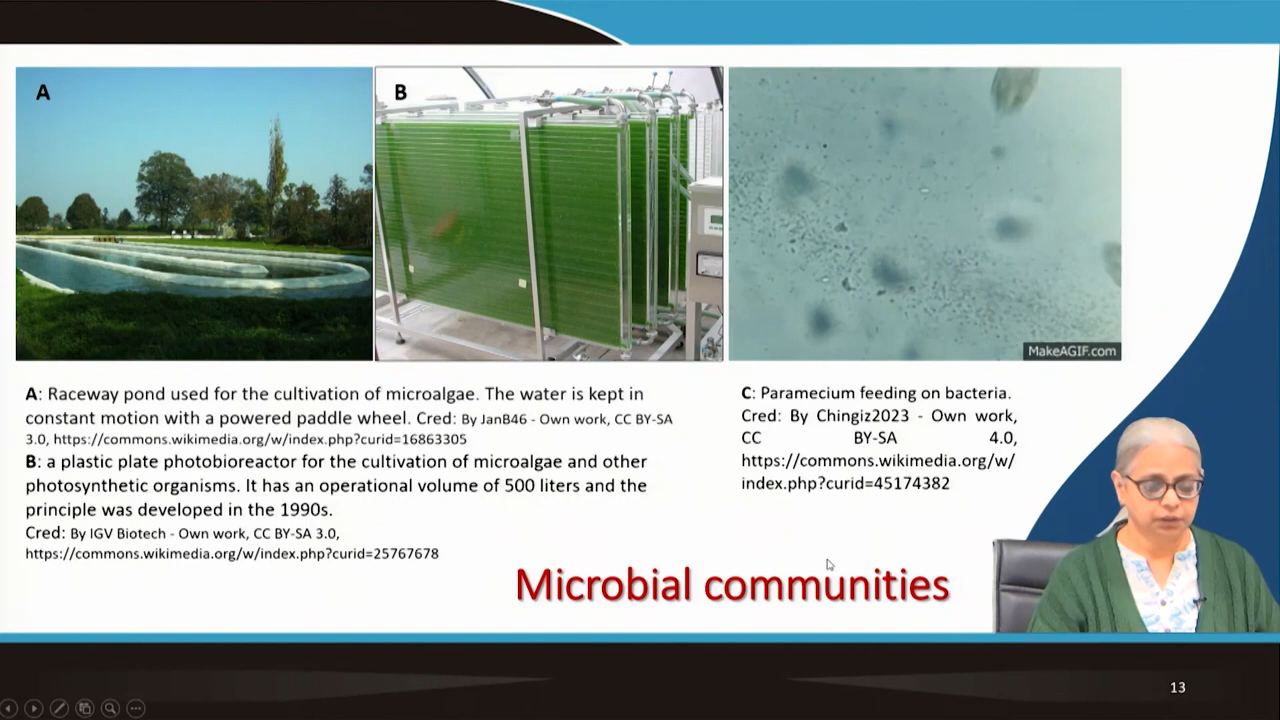 A
B
MakeAGIF.com
A: Raceway pond used for the cultivation of microalgae. The water is kept in
constant motion with a powered paddle wheel. Cred: By JanB46 - Own work, CC BY-SA
3.0, https://commons.wikimedia.org/w/index.php?curid=16863305
B: a plastic plate photobioreactor for the cultivation of microalgae and other
photosynthetic organisms. It has an operational volume of 500 liters and the
principle was developed in the 1990s.
Cred: By IGV Biotech - Own work, CC BY-SA 3.0,
https://commons.wikimedia.org/w/index.php?curid=25767678
C: Paramecium feeding on bacteria.
Cred: By Chingiz2023 - Own work,
CC BY-SA 4.0,
https://commons.wikimedia.org/w/
index.php?curid=45174382
Microbial communities
13